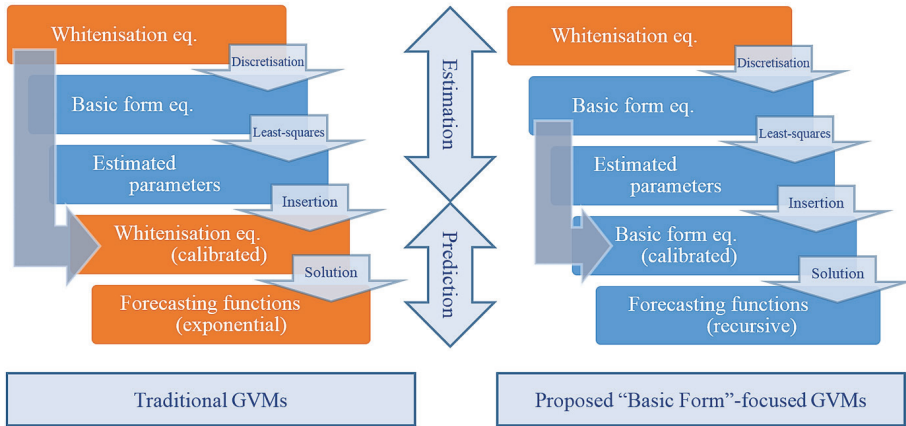 Whitenisation eq.
Discretisation
Basic form eq.
Least-squares
Estimated
parameters
Insertion
Whitenisation eq.
(calibrated)
Solution
Forecasting functions
(exponential)
Traditional GVMs
Estimation
Prediction
Whitenisation eq.
Discretisation
Basic form eq.
Least-squares
Estimated
parameters
Insertion
Basic form eq.
(calibrated)
Solution
Forecasting functions
(recursive)
Proposed “Basic Form”-focused GVMs